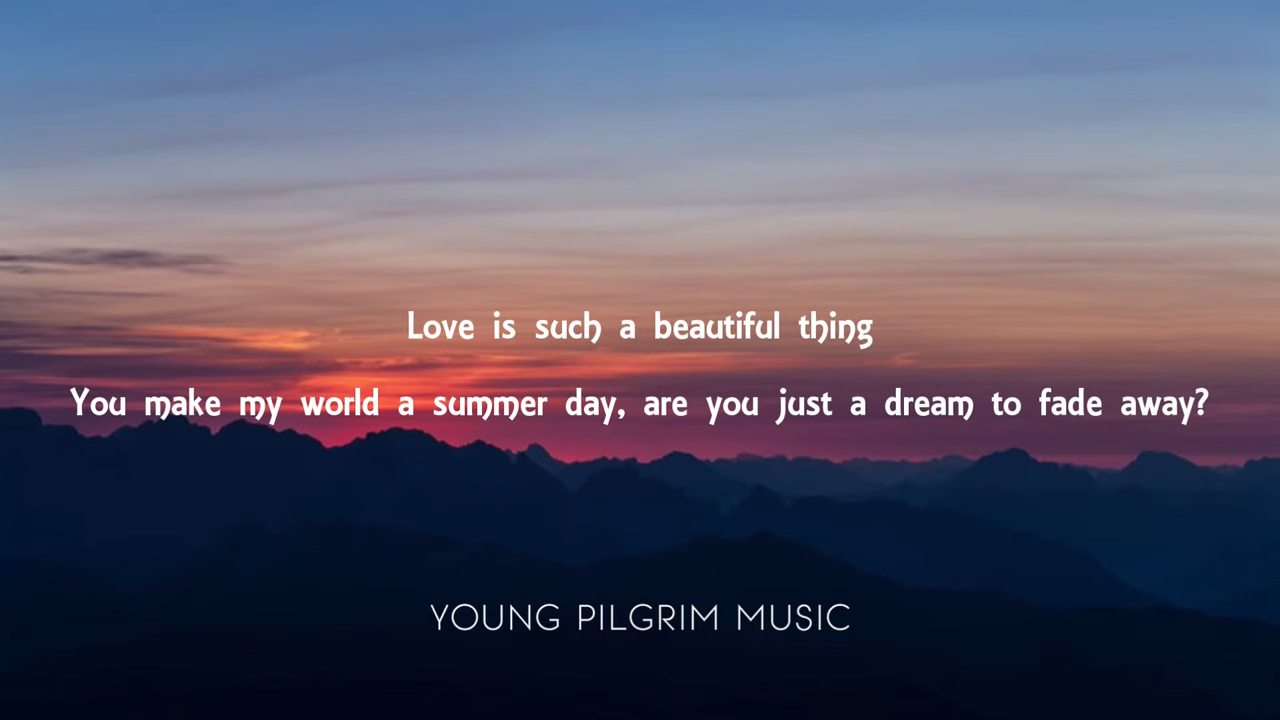 Love is such a beautiful thing
You make my world a summer day, are you just a dream to fade away?
YOUNG PILGRIM MUSIC